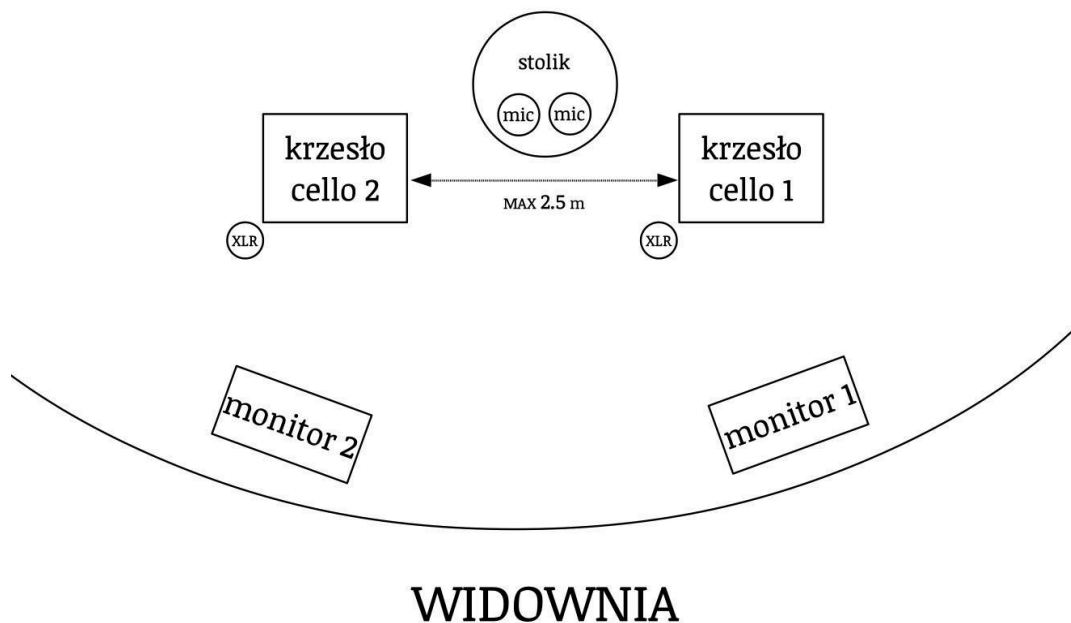 stolik
mic mic
krzesło
cello 2
krzesło
cello 1
MAX 2.5 m
XLR
XLR
monitor 2
monitor 1
WIDOWNIA